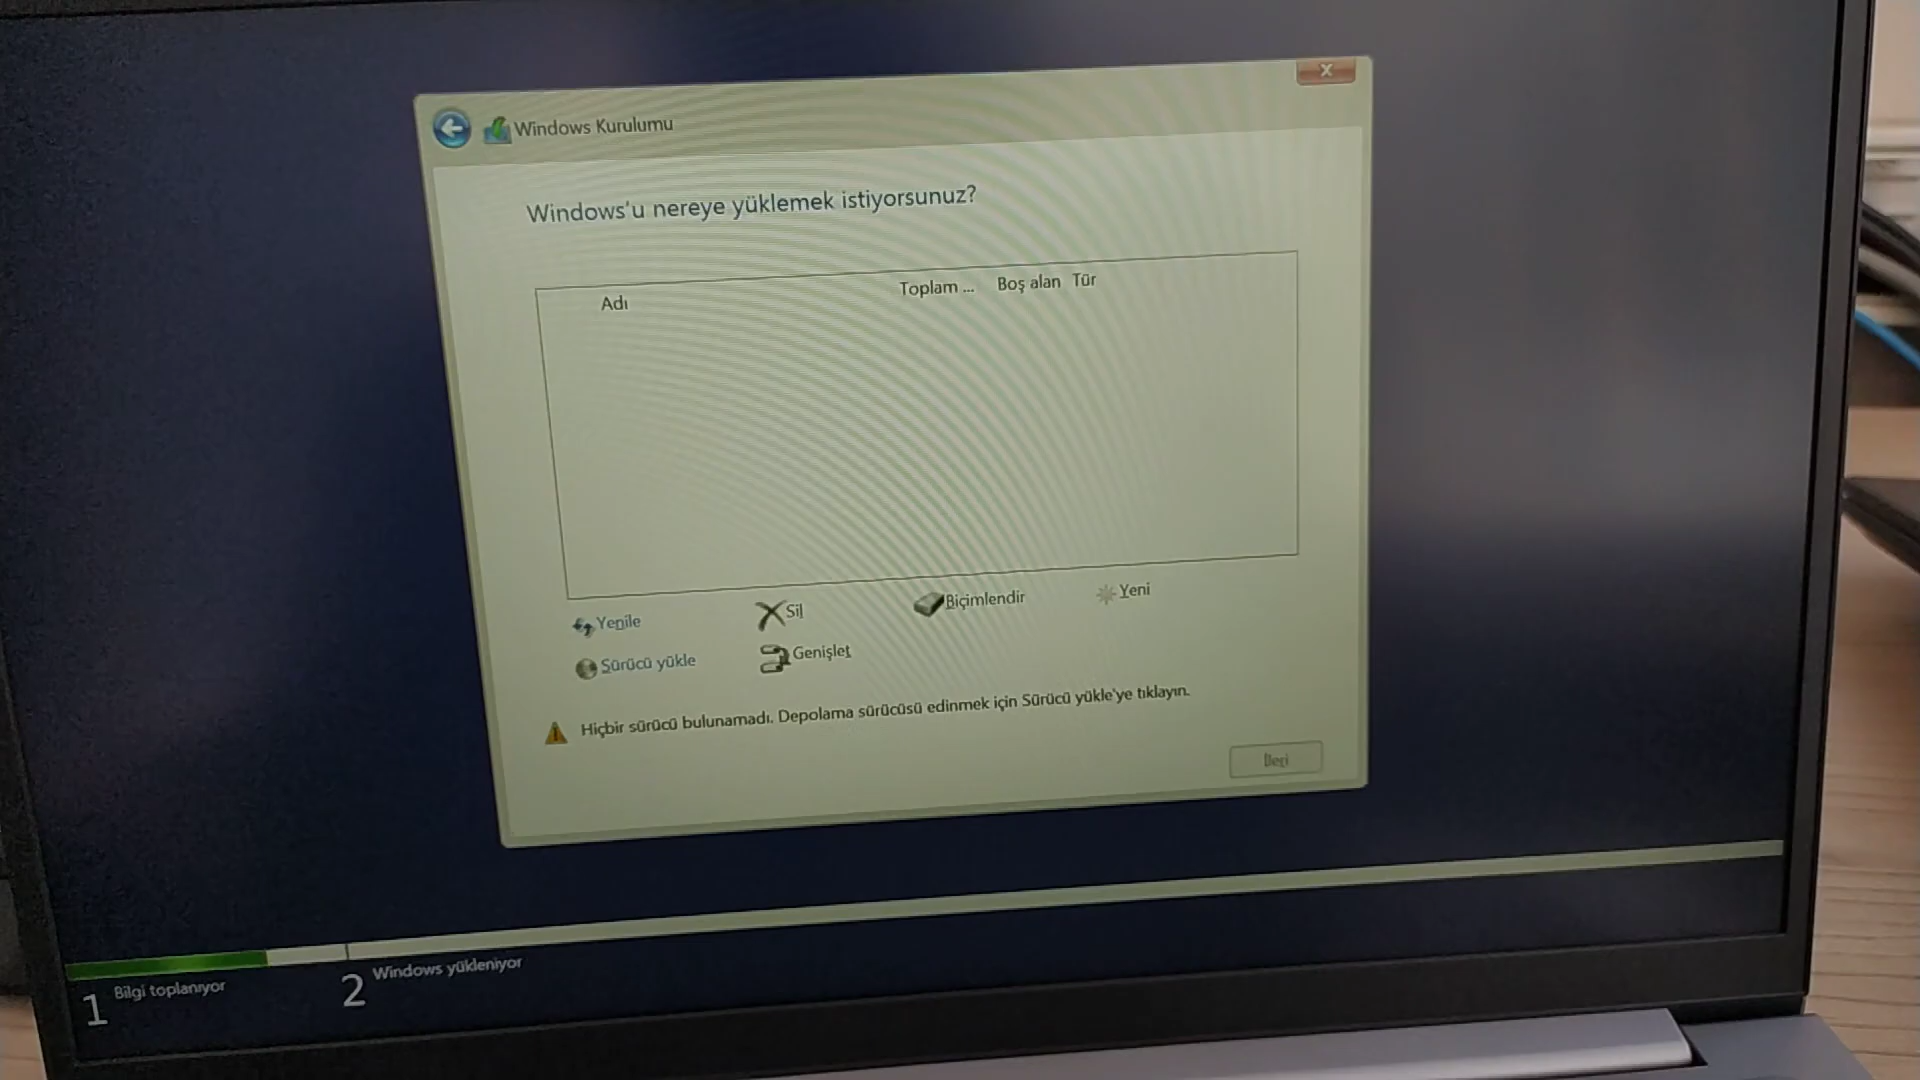 Windows Kurulumu
Windows'u nereye yüklemek istiyorsunuz?
Adı Toplam ... Boş alan Tür
Yenile Sil Biçimlendir Yeni
Sürücü yükle Genişlet
Hiçbir sürücü bulunamadı. Depolama sürücüsü edinmek için Sürücü yükle'ye tıklayın.
İleri
1 Bilgi toplanıyor 2 Windows yükleniyor